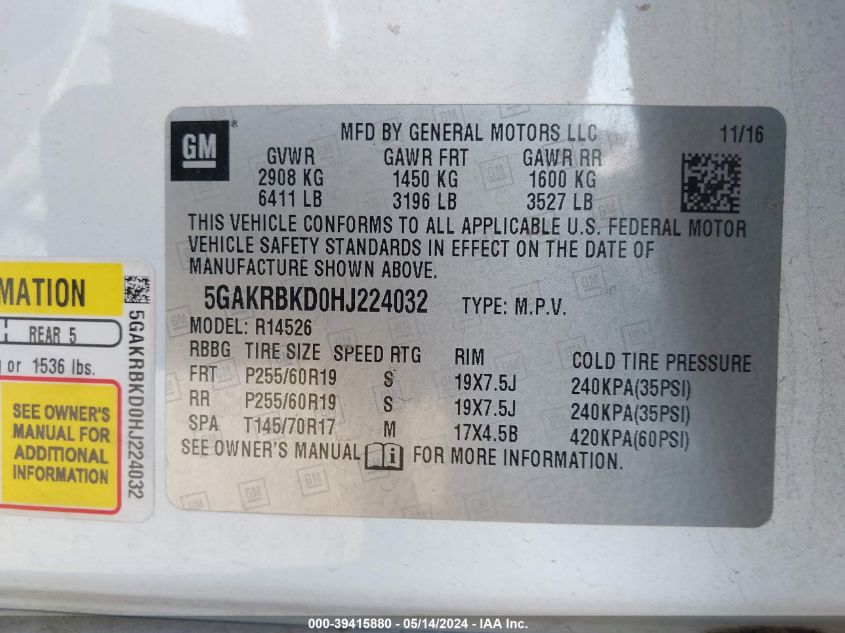 GM
MFD BY GENERAL MOTORS LLC 11/16
GVWR GAWR FRT GAWR RR
2908 KG 1450 KG 1600 KG
6411 LB 3196 LB 3527 LB
THIS VEHICLE CONFORMS TO ALL APPLICABLE U.S. FEDERAL MOTOR
VEHICLE SAFETY STANDARDS IN EFFECT ON THE DATE OF
MANUFACTURE SHOWN ABOVE.
5GAKRBKD0HJ224032 TYPE: M.P.V.
MODEL: R14526
RBBG TIRE SIZE SPEED RTG RIM COLD TIRE PRESSURE
FRT P255/60R19 S 19X7.5J 240KPA(35PSI)
RR P255/60R19 S 19X7.5J 240KPA(35PSI)
SPA T145/70R17 M 17X4.5B 420KPA(60PSI)
SEE OWNER'S MANUAL i FOR MORE INFORMATION.
MATION
REAR 5
or 1536 lbs.
SEE OWNER'S
MANUAL FOR
ADDITIONAL
INFORMATION
5GAKRBKD0HJ224032
000-39415880 - 05/14/2024 - IAA Inc.